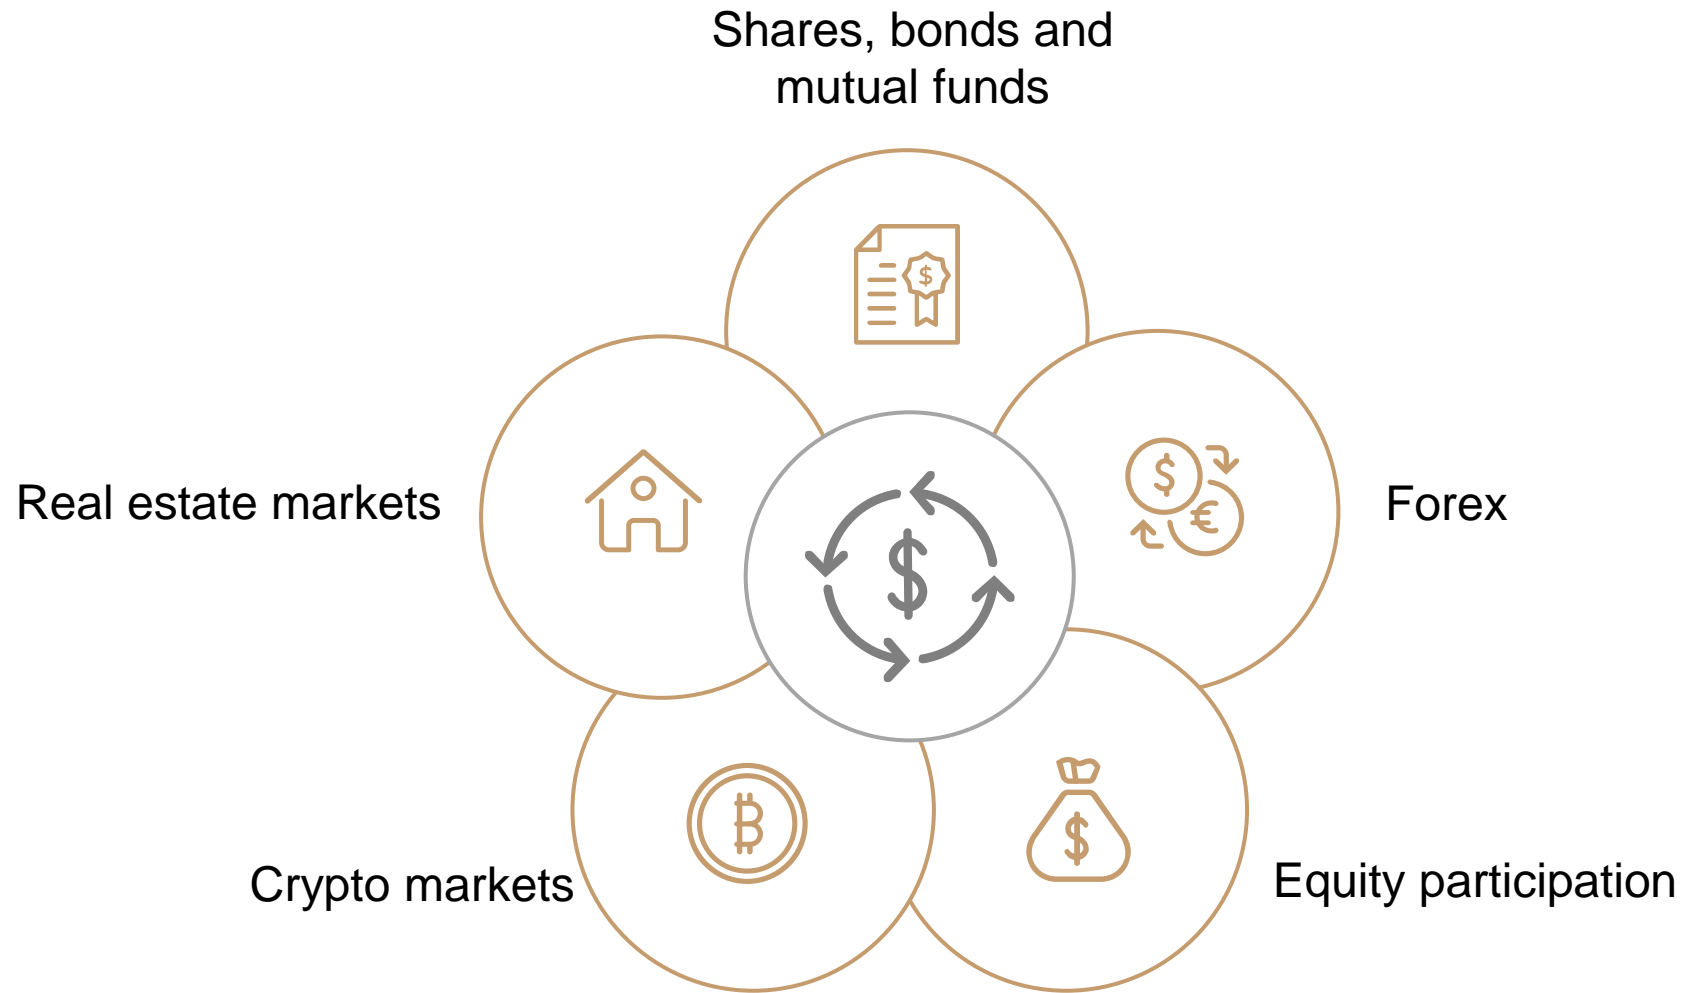 Shares, bonds and
mutual funds
Real estate markets
Forex
Crypto markets
Equity participation